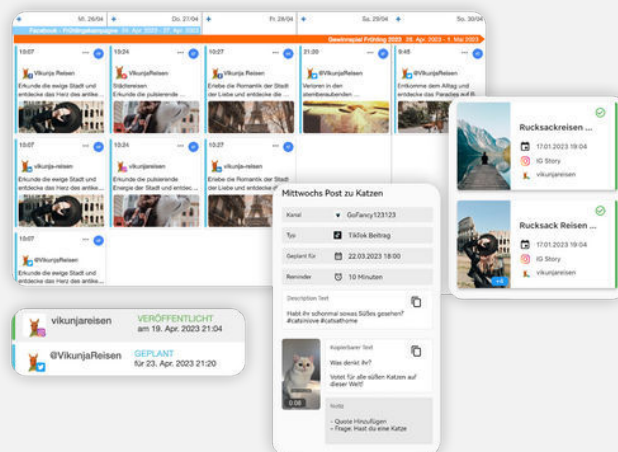 + Mi. 26/04 + Do. 27/04 + Fr. 28/04 + Sa. 29/04 + So. 30/04
Facebook - Frühlingskampagne 01. Apr. 2023 - 27. Apr. 2023
Gewinnspiel Frühling 2023 28. Apr. 2023 - 1. Mai 2023
10:07
Vikunja Reisen
Erkunde die ewige Stadt und
entdecke das Herz des antike...
10:24
VikunjaReisen
Städtereisen
Erkunde die pulsierende ...
10:27
Vikunja Reisen
Erlebe die Romantik der Stadt
der Liebe und entdecke die ...
21:20
@VikunjaReisen
Verloren in den
atemberaubenden ...
9:45
@VikunjaReisen
Entkomme dem Alltag und
entdecke das Paradies auf
10:07
vikunja-reisen
Erkunde die ewige Stadt und
entdecke das Herz des antike...
10:24
vikunjareisen
Erkunde die pulsierende
Energie der Stadt und entdec...
10:27
vikunja-reisen
Erlebe die Romantik der Stadt
der Liebe und entdecke die
10:07
@VikunjaReisen
Erkunde die ewige Stadt und
entdecke das Herz des antike...
Rucksackreisen ...
17.01.2023 19:04
IG Story
vikunjareisen
Rucksack Reisen ...
17.01.2023 19:04
IG Story
vikunjareisen
+4
Mittwochs Post zu Katzen
Kanal GoFancy123123
Typ TikTok Beitrag
Geplant für 22.03.2023 18:00
Reminder 10 Minuten
Description Text
Habt ihr schonmal sowas Süßes gesehen?
#catsinlove #catsathome
Kopierbarer Text
Was denkt ihr?
Votet für alle süßen Katzen auf
dieser Welt!
0:08
Notiz
- Quote Hinzufügen
- Frage: Hast du eine Katze
vikunjareisen VERÖFFENTLICHT
am 19. Apr. 2023 21:04
@VikunjaReisen GEPLANT
für 23. Apr. 2023 21:20